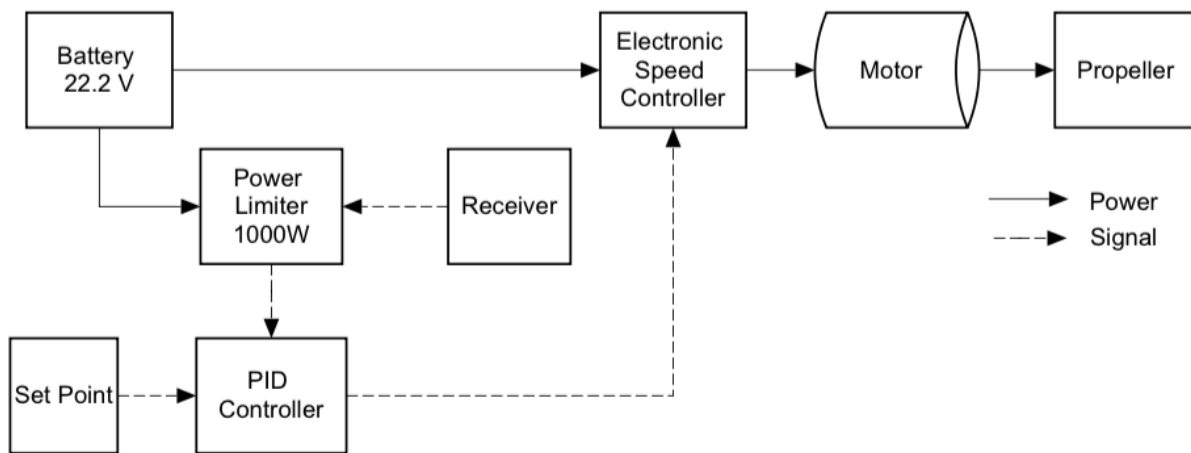 Battery
22.2 V
Electronic
Speed
Controller
Motor
Propeller
Power
Limiter
1000W
Receiver
Power
Signal
Set Point
PID
Controller